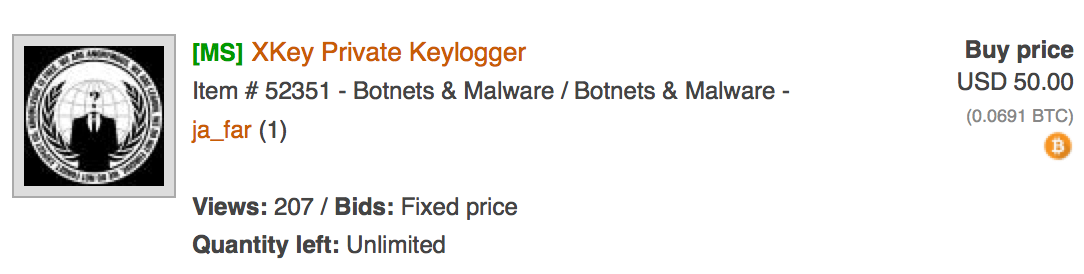 [MS] XKey Private Keylogger
Item # 52351 - Botnets & Malware / Botnets & Malware -
ja_far (1)
Views: 207 / Bids: Fixed price
Quantity left: Unlimited
Buy price
USD 50.00
(0.0691 BTC)